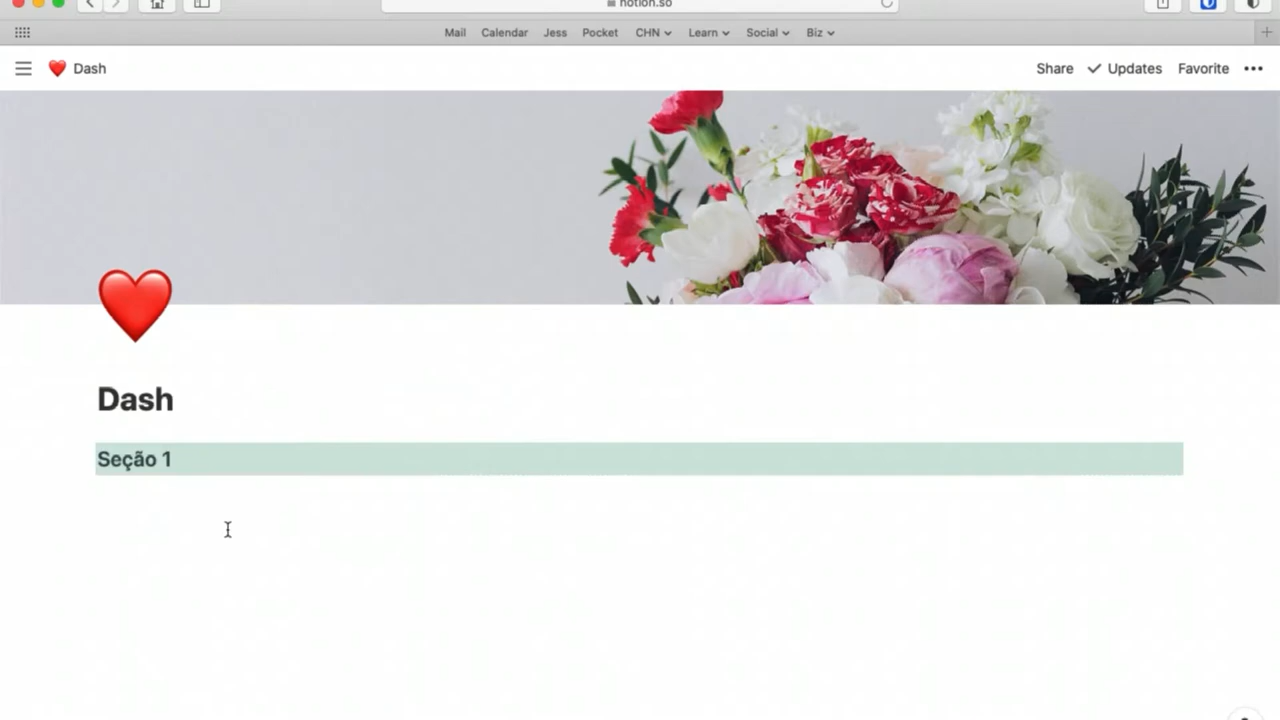 notion.so
Mail Calendar Jess Pocket CHN Learn Social Biz
Dash Share Updates Favorite
Dash
Seção 1